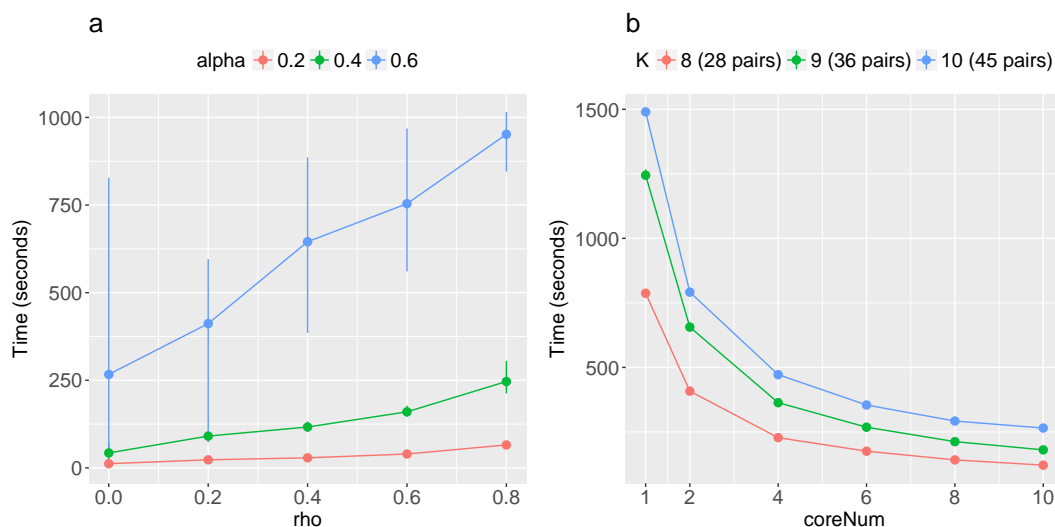 a
alpha 0.2 0.4 0.6
1000
750
500
250
0
Time (seconds)
0.0 0.2 0.4 0.6 0.8
rho
b
K 8 (28 pairs) 9 (36 pairs) 10 (45 pairs)
1500
1000
500
Time (seconds)
1 2 4 6 8 10
coreNum